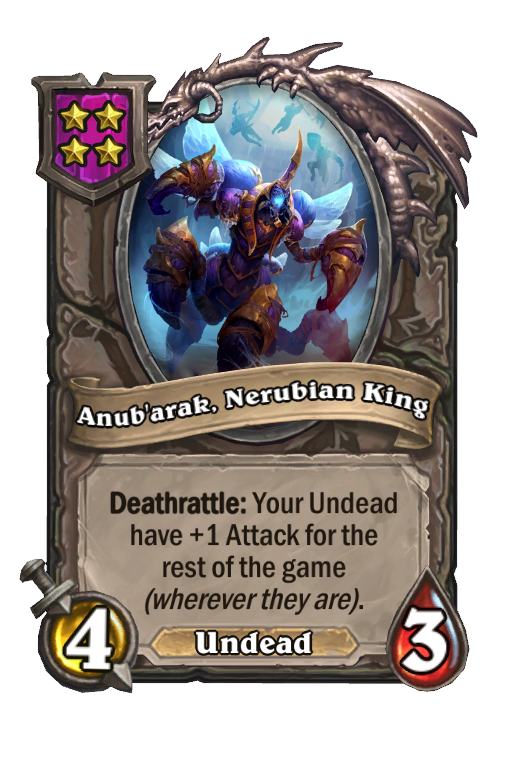 Anub'arak, Nerubian King
Deathrattle: Your Undead
have +1 Attack for the
rest of the game
(wherever they are).
4
Undead
3